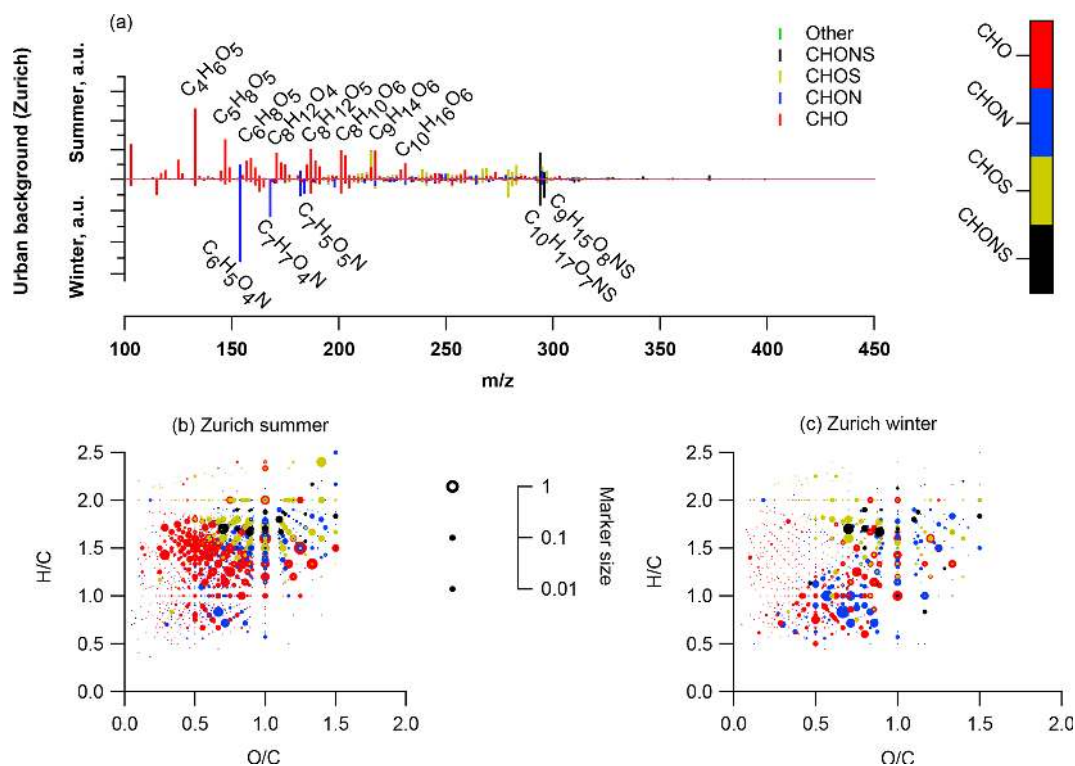 (a)
Urban background (Zurich)
Summer, a.u.
Winter, a.u.
C4H6O5
C5H8O5
C6H8O5
C8H12O4
C8H12O5
C8H10O6
C9H14O6
C10H16O6
C6H5O4N
C7H7O4N
C7H5O5N
C10H17O7NS
C9H15O8NS
Other
CHONS
CHOS
CHON
CHO
CHO
CHON
CHOS
CHONS
100 150 200 250 300 350 400 450
m/z
(b) Zurich summer
2.5
2.0
1.5
1.0
0.5
0.0
H/C
0.0 0.5 1.0 1.5 2.0
O/C
1
0.1
0.01
Marker size
(c) Zurich winter
2.5
2.0
1.5
1.0
0.5
0.0
H/C
0.0 0.5 1.0 1.5 2.0
O/C